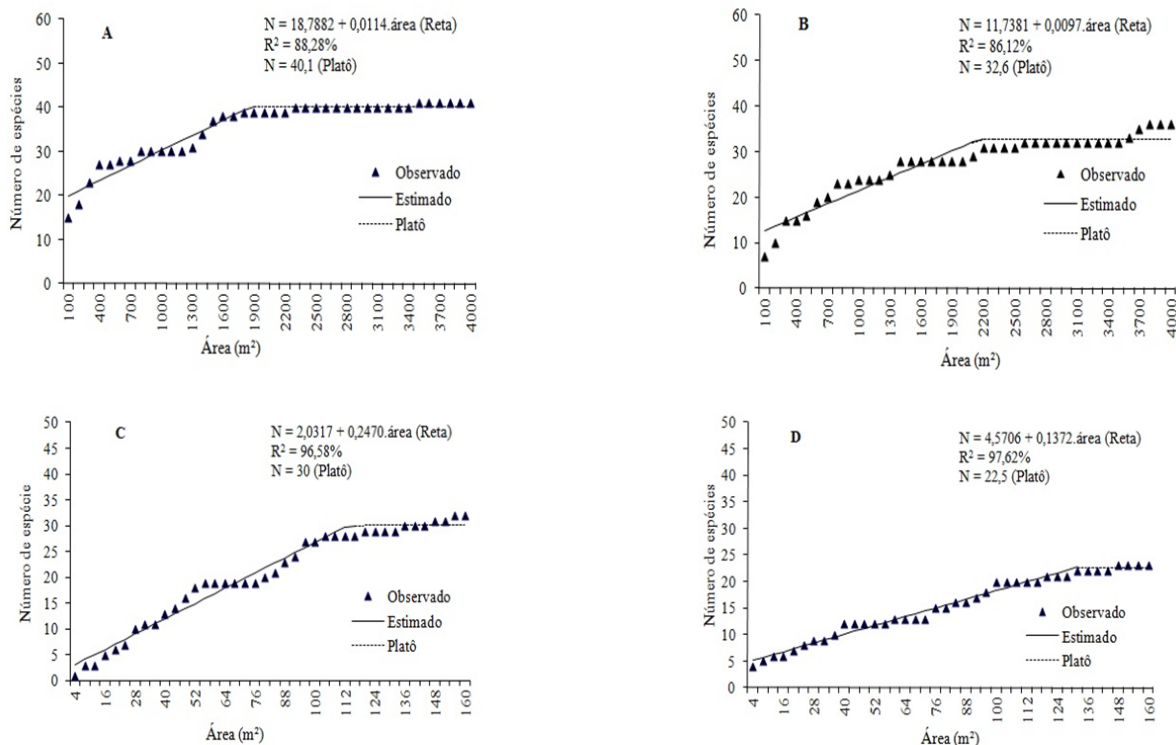 A
N = 18,7882 + 0,0114.área (Reta)
R² = 88,28%
N = 40,1 (Platô)
Número de espécies
60
50
40
30
20
10
0
Observado
Estimado
Platô
100
400
700
1000
1300
1600
1900
2200
2500
2800
3100
3400
3700
4000
Área (m²)
B
N = 11,7381 + 0,0097.área (Reta)
R² = 86,12%
N = 32,6 (Platô)
Número de espécies
60
50
40
30
20
10
0
Observado
Estimado
Platô
100
400
700
1000
1300
1600
1900
2200
2500
2800
3100
3400
3700
4000
Área (m²)
C
N = 2,0317 + 0,2470.área (Reta)
R² = 96,58%
N = 30 (Platô)
Número de espécie
50
45
40
35
30
25
20
15
10
5
0
Observado
Estimado
Platô
4
16
28
40
52
64
76
88
100
112
124
136
148
160
Área (m²)
D
N = 4,5706 + 0,1372.área (Reta)
R² = 97,62%
N = 22,5 (Platô)
Número de espécies
50
45
40
35
30
25
20
15
10
5
0
Observado
Estimado
Platô
4
16
28
40
52
64
76
88
100
112
124
136
148
160
Área (m²)